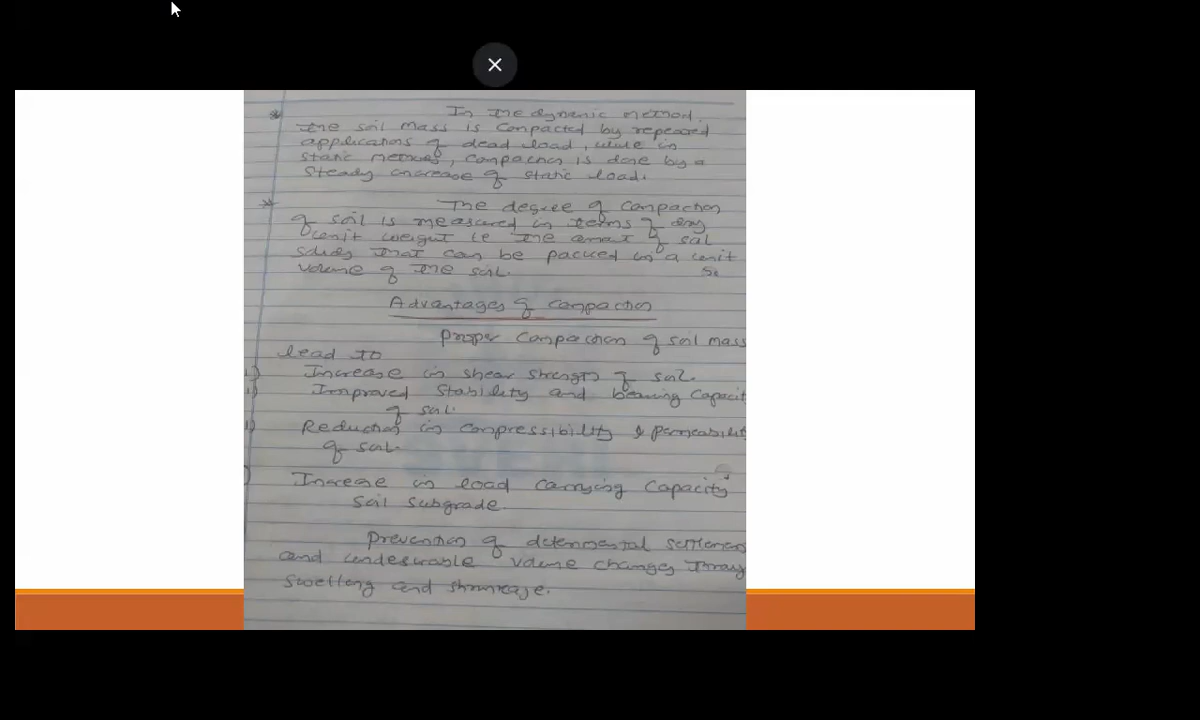 In the dynamic method.
The soil mass is compacted by repeated
applications of dead load, while in
static method, compaction is done by a
steady increase of static load.
The degree of compaction
of soil is measured in terms of dry
unit weight i.e the amount of soil
solids that can be packed in a unit
volume of the soil.
Advantages of compaction
Proper compaction of soil mass
lead to
Increase in shear strength of soil.
Improved stability and bearing capacit
of soil.
Reduction in compressibility & permeabilit
of soil.
Increase in load carrying capacity
soil subgrade
Prevention of detrimental settlemen
and undesirable volume changes throug
swelling and shrinkage.